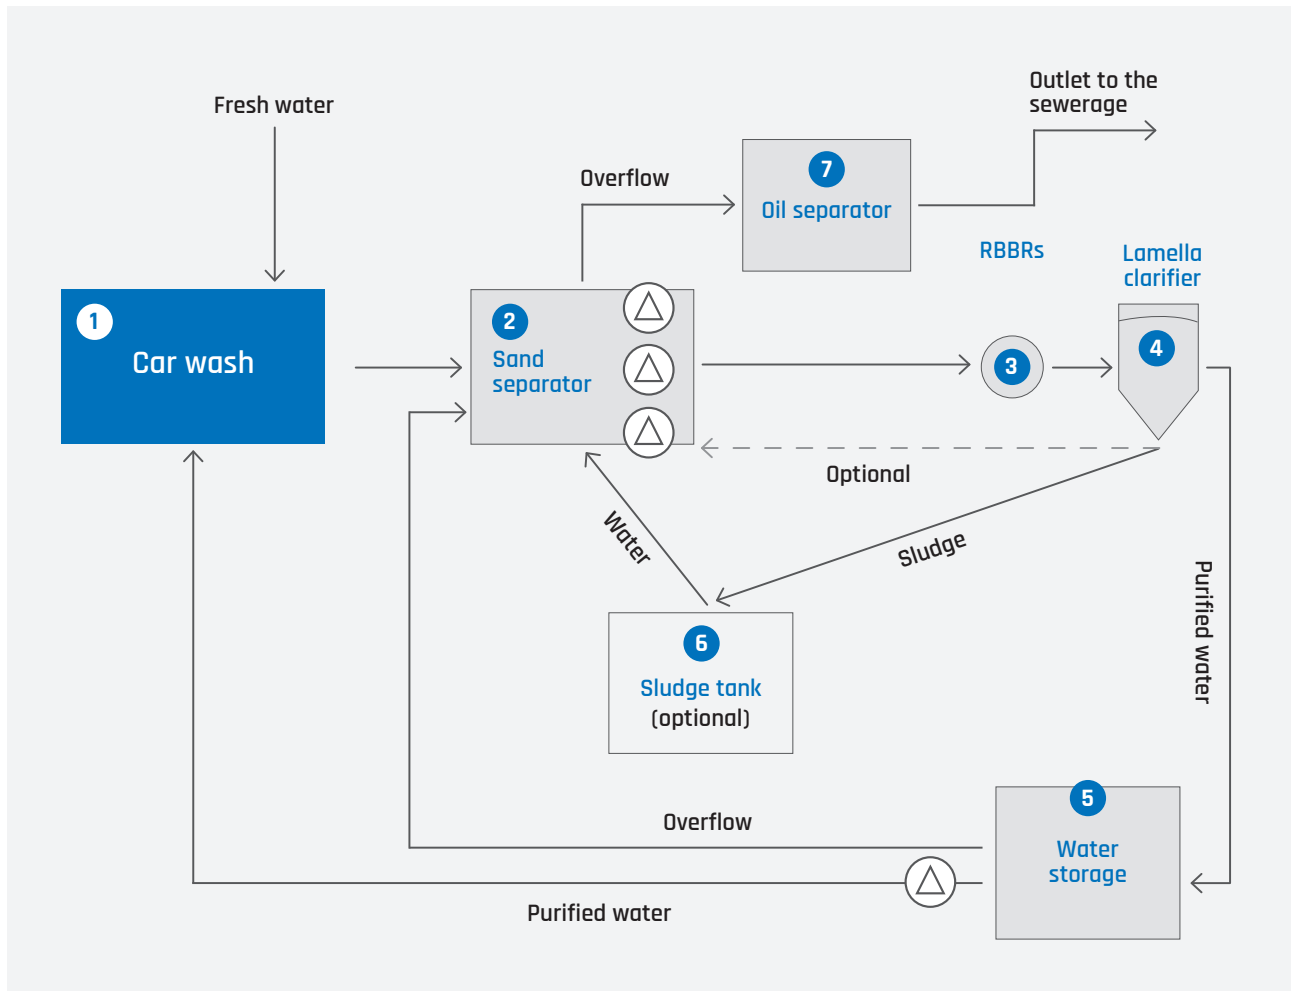 Fresh water
Outlet to the
sewerage
Overflow
7
Oil separator
RBBRs
Lamella
clarifier
1
Car wash
2
Sand
separator
3
4
Optional
Water
Sludge
Purified water
6
Sludge tank
(optional)
5
Water
storage
Overflow
Purified water